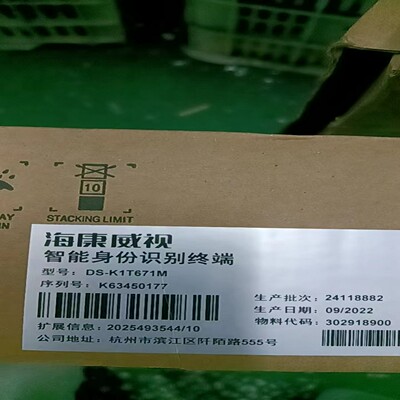 AY
N
10
STACKING LIMIT
海康威视
智能身份识别终端
型号: DS-K1T671M
序列号: K63450177
生产批次: 24118882
生产日期: 09/2022
物料代码: 302918900
扩展信息: 2025493544/10
公司地址: 杭州市滨江区阡陌路555号